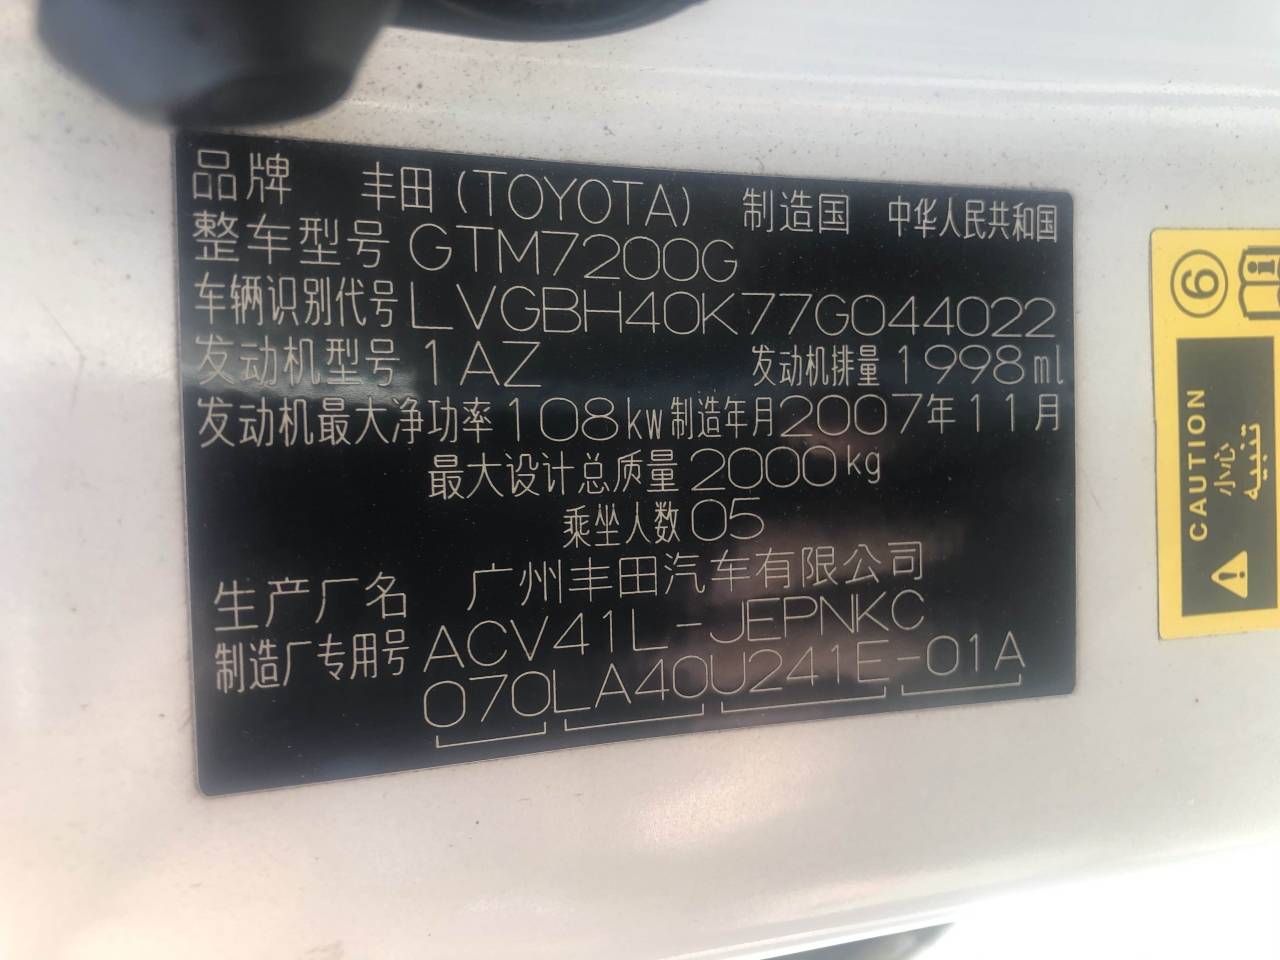 品牌 丰田(TOYOTA) 制造国 中华人民共和国
整车型号 GTM7200G
车辆识别代号 LVGBH40K77G044022
发动机型号 1AZ 发动机排量 1998ml
发动机最大净功率 108kw 制造年月 2007年11月
最大设计总质量 2000kg
乘坐人数 05
生产厂名 广州丰田汽车有限公司
制造厂专用号 ACV41L-JEPNKC
070LA40U241E-01A
6
CAUTION
小心
تنبيه